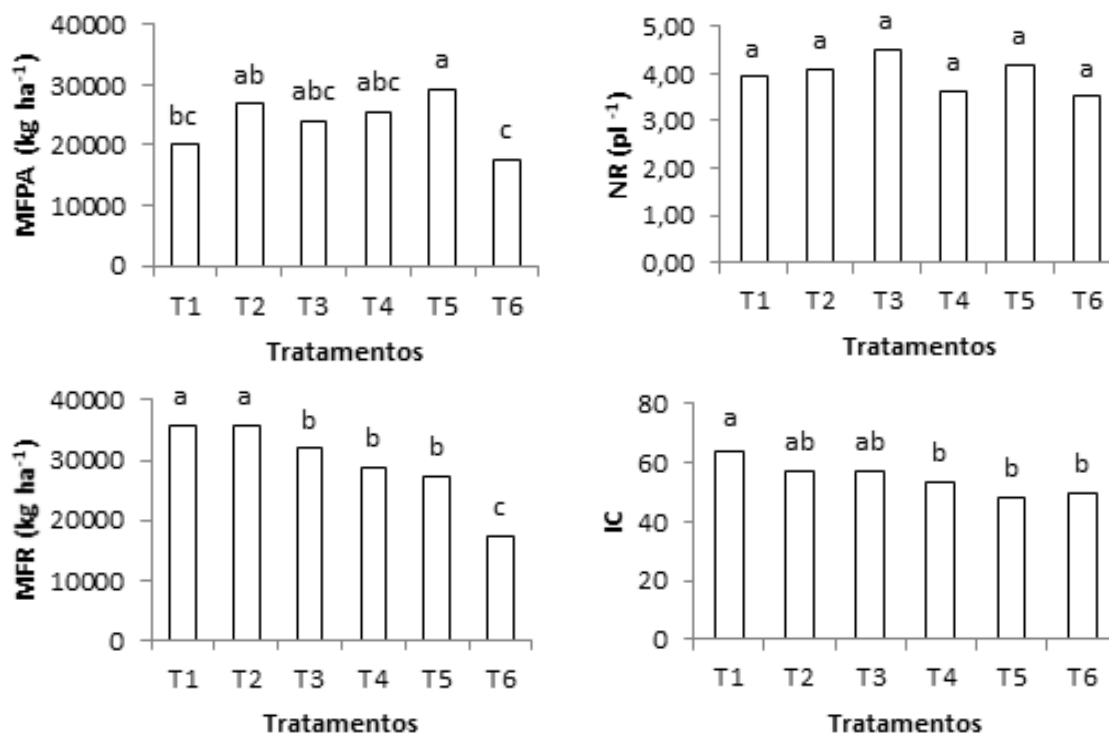 MFPA (kg ha⁻¹)
40000
30000
20000
10000
0
bc
ab
abc
abc
a
c
T1 T2 T3 T4 T5 T6
Tratamentos
NR (pl ⁻¹)
5,00
4,00
3,00
2,00
1,00
0,00
a
a
a
a
a
a
T1 T2 T3 T4 T5 T6
Tratamentos
MFR (kg ha⁻¹)
40000
30000
20000
10000
0
a
a
b
b
b
c
T1 T2 T3 T4 T5 T6
Tratamentos
IC
80
60
40
20
0
a
ab
ab
b
b
b
T1 T2 T3 T4 T5 T6
Tratamentos